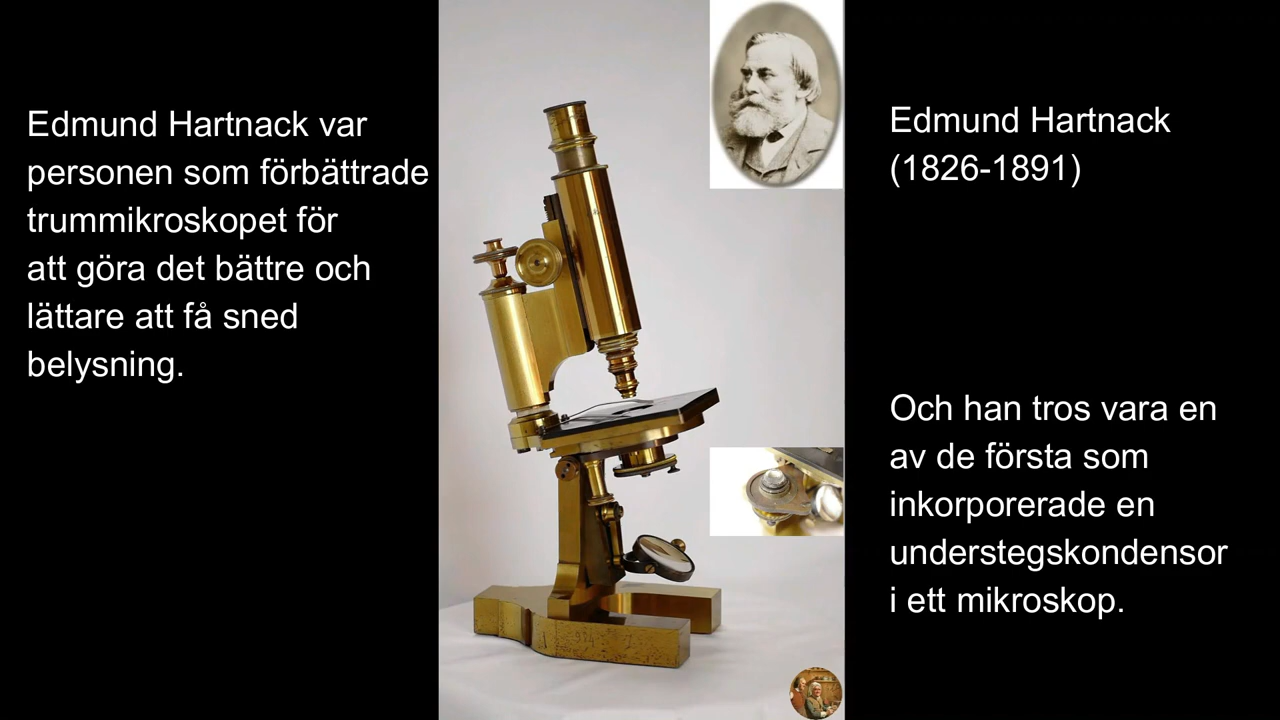 Edmund Hartnack var
personen som förbättrade
trummikroskopet för
att göra det bättre och
lättare att få sned
belysning.
Edmund Hartnack
(1826-1891)
Och han tros vara en
av de första som
inkorporerade en
understegskondensor
i ett mikroskop.